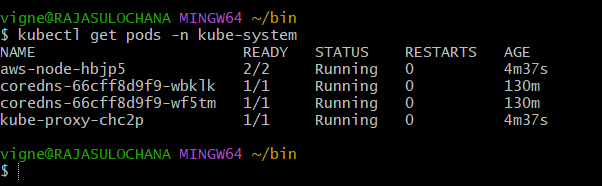 vigne@RAJASULOCHANA MINGW64 ~/bin
$ kubectl get pods -n kube-system
NAME READY STATUS RESTARTS AGE
aws-node-hbjp5 2/2 Running 0 4m37s
coredns-66cff8d9f9-wbklk 1/1 Running 0 130m
coredns-66cff8d9f9-wf5tm 1/1 Running 0 130m
kube-proxy-chc2p 1/1 Running 0 4m37s
vigne@RAJASULOCHANA MINGW64 ~/bin
$